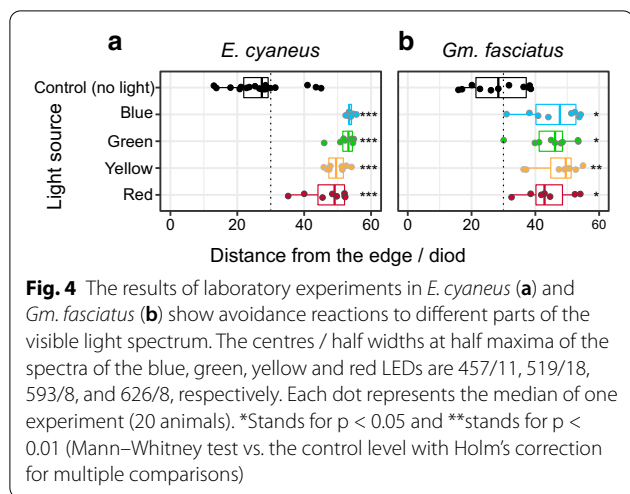 a
b
E. cyaneus
Gm. fasciatus
Light source
Control (no light)
Blue
***
*
Green
***
*
Yellow
***
**
Red
***
*
0 20 40 60 0 20 40 60
Distance from the edge / diod
Fig. 4 The results of laboratory experiments in E. cyaneus (a) and
Gm. fasciatus (b) show avoidance reactions to different parts of the
visible light spectrum. The centres / half widths at half maxima of the
spectra of the blue, green, yellow and red LEDs are 457/11, 519/18,
593/8, and 626/8, respectively. Each dot represents the median of one
experiment (20 animals). *Stands for p < 0.05 and **stands for p <
0.01 (Mann–Whitney test vs. the control level with Holm's correction
for multiple comparisons)